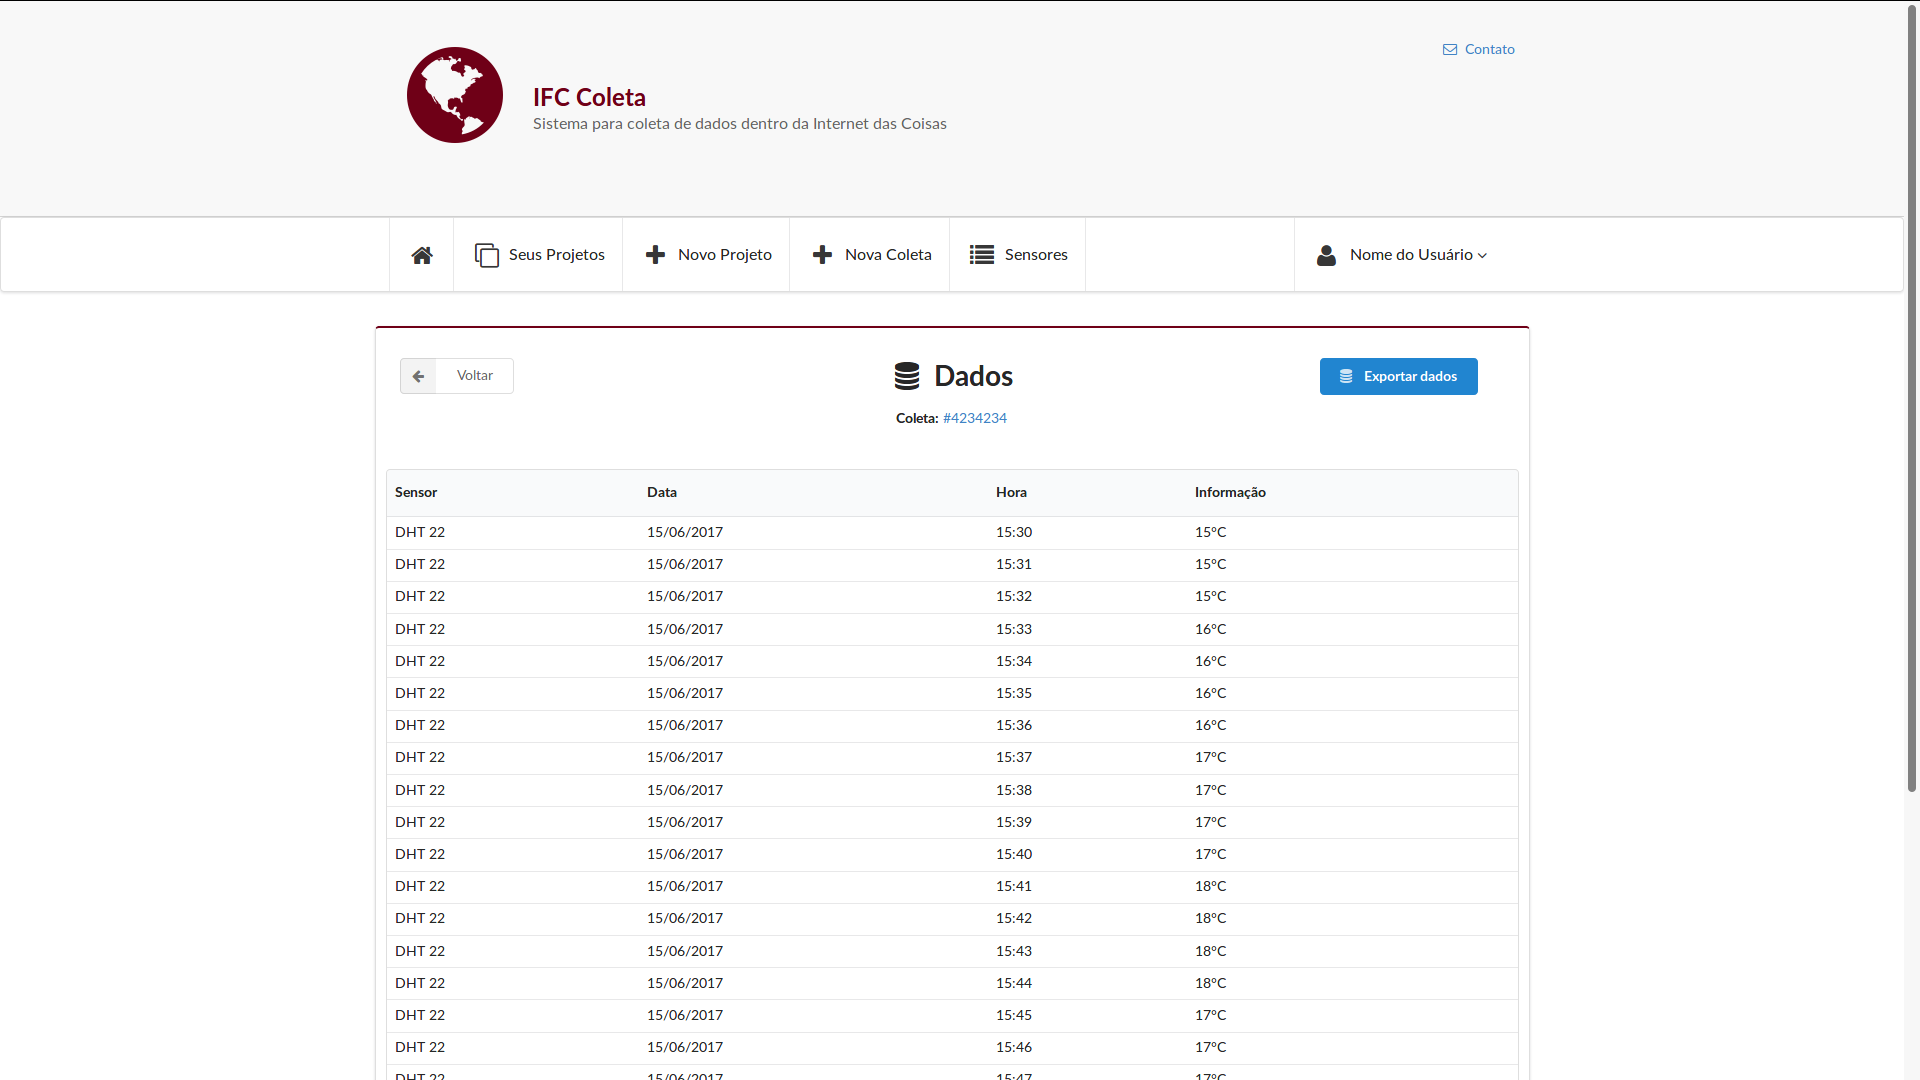 Contato
IFC Coleta
Sistema para coleta de dados dentro da Internet das Coisas
Seus Projetos Novo Projeto Nova Coleta Sensores Nome do Usuário
Voltar Dados Exportar dados
Coleta: #4234234
Sensor Data Hora Informação
DHT 22 15/06/2017 15:30 15°C
DHT 22 15/06/2017 15:31 15°C
DHT 22 15/06/2017 15:32 15°C
DHT 22 15/06/2017 15:33 16°C
DHT 22 15/06/2017 15:34 16°C
DHT 22 15/06/2017 15:35 16°C
DHT 22 15/06/2017 15:36 16°C
DHT 22 15/06/2017 15:37 17°C
DHT 22 15/06/2017 15:38 17°C
DHT 22 15/06/2017 15:39 17°C
DHT 22 15/06/2017 15:40 17°C
DHT 22 15/06/2017 15:41 18°C
DHT 22 15/06/2017 15:42 18°C
DHT 22 15/06/2017 15:43 18°C
DHT 22 15/06/2017 15:44 18°C
DHT 22 15/06/2017 15:45 17°C
DHT 22 15/06/2017 15:46 17°C
DHT 22 15/06/2017 15:47 17°C